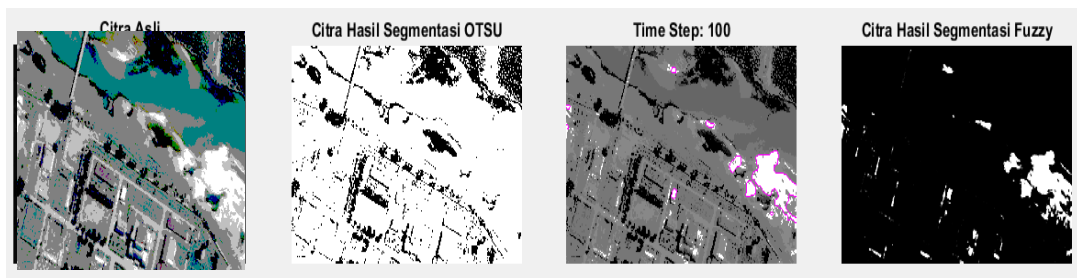 Citra Asli
Citra Hasil Segmentasi OTSU
Time Step: 100
Citra Hasil Segmentasi Fuzzy